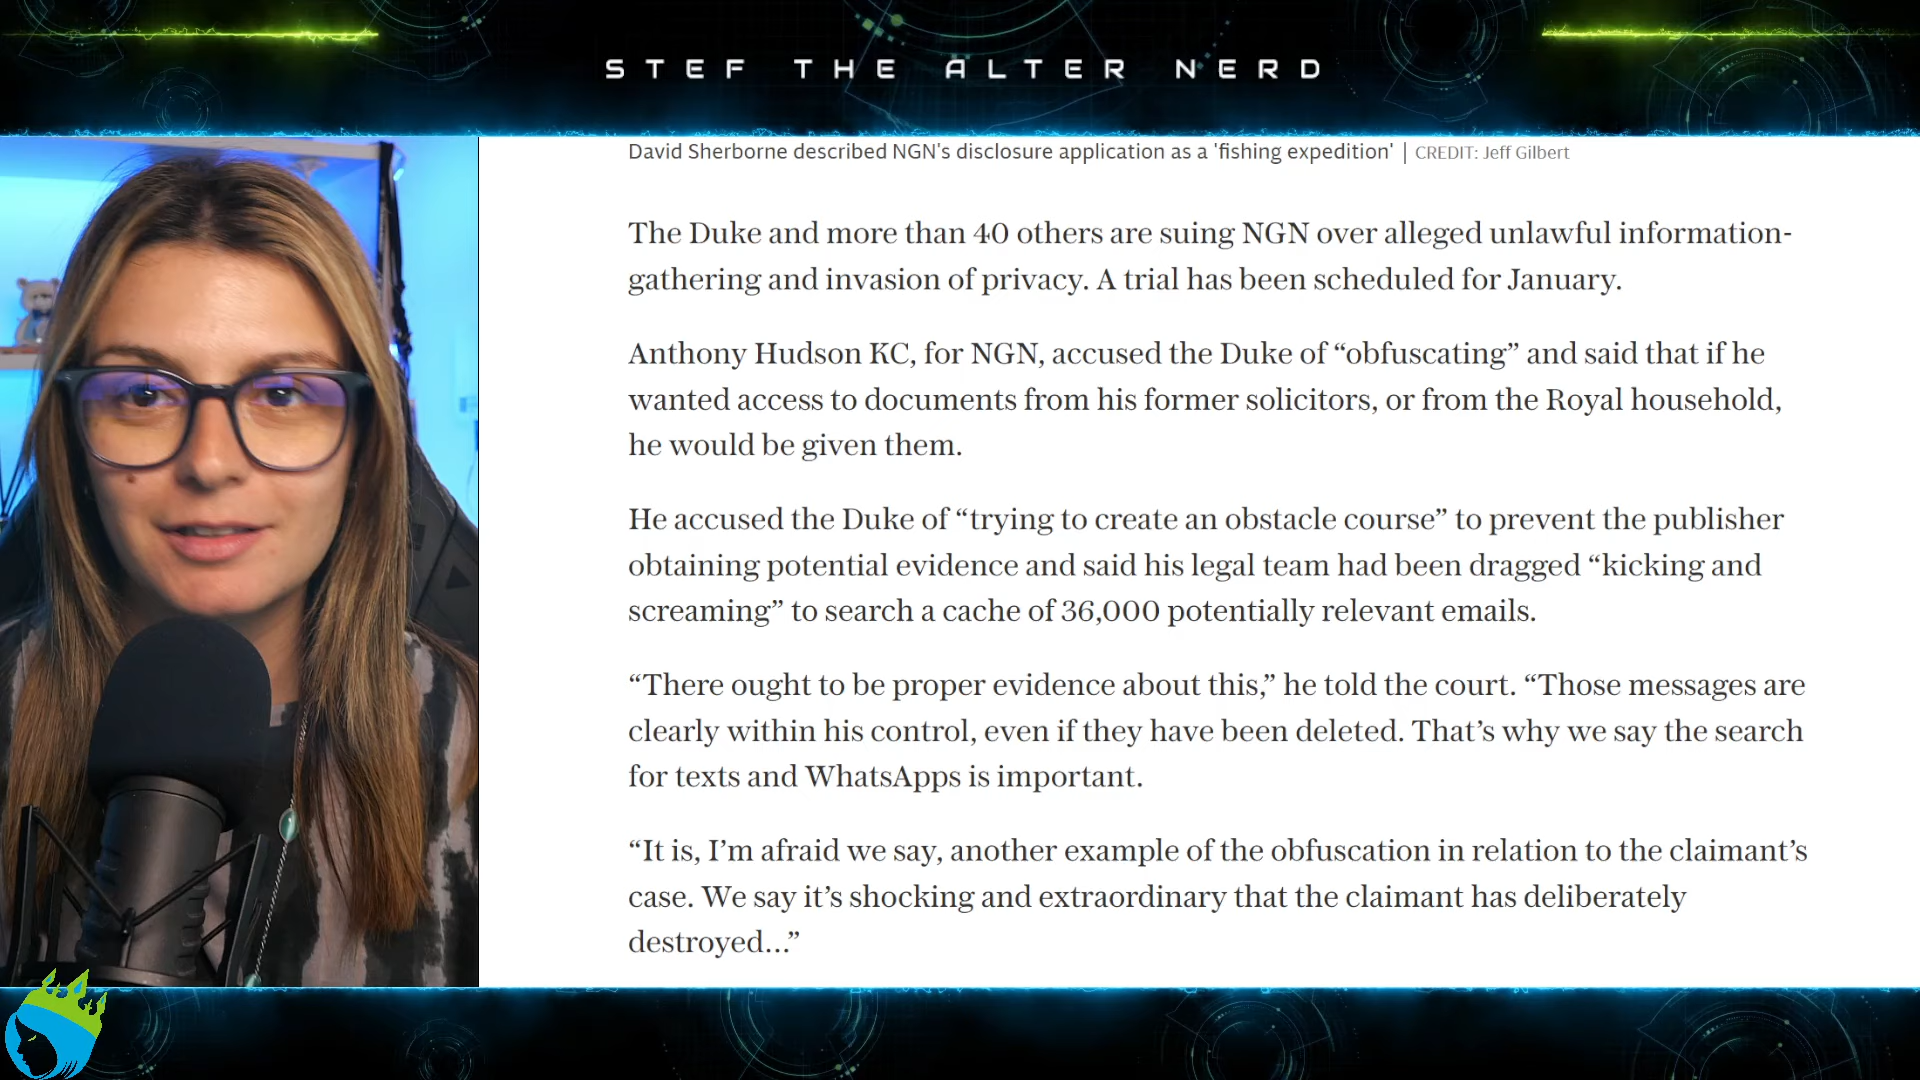 STEF THE ALTER NERD
David Sherborne described NGN's disclosure application as a 'fishing expedition' | CREDIT: Jeff Gilbert
The Duke and more than 40 others are suing NGN over alleged unlawful information-
gathering and invasion of privacy. A trial has been scheduled for January.
Anthony Hudson KC, for NGN, accused the Duke of “obfuscating” and said that if he
wanted access to documents from his former solicitors, or from the Royal household,
he would be given them.
He accused the Duke of “trying to create an obstacle course” to prevent the publisher
obtaining potential evidence and said his legal team had been dragged “kicking and
screaming” to search a cache of 36,000 potentially relevant emails.
“There ought to be proper evidence about this,” he told the court. “Those messages are
clearly within his control, even if they have been deleted. That’s why we say the search
for texts and WhatsApps is important.
“It is, I’m afraid we say, another example of the obfuscation in relation to the claimant’s
case. We say it’s shocking and extraordinary that the claimant has deliberately
destroyed...”